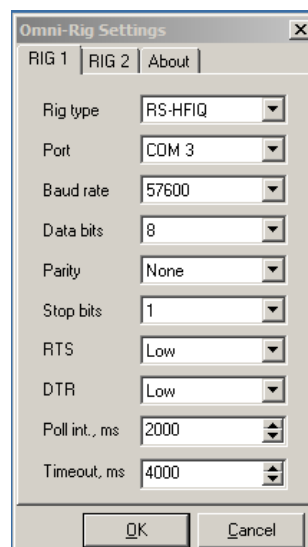 Omni-Rig Settings
RIG 1 RIG 2 About
Rig type RS-HFIQ
Port COM 3
Baud rate 57600
Data bits 8
Parity None
Stop bits 1
RTS Low
DTR Low
Poll int., ms 2000
Timeout, ms 4000
OK Cancel